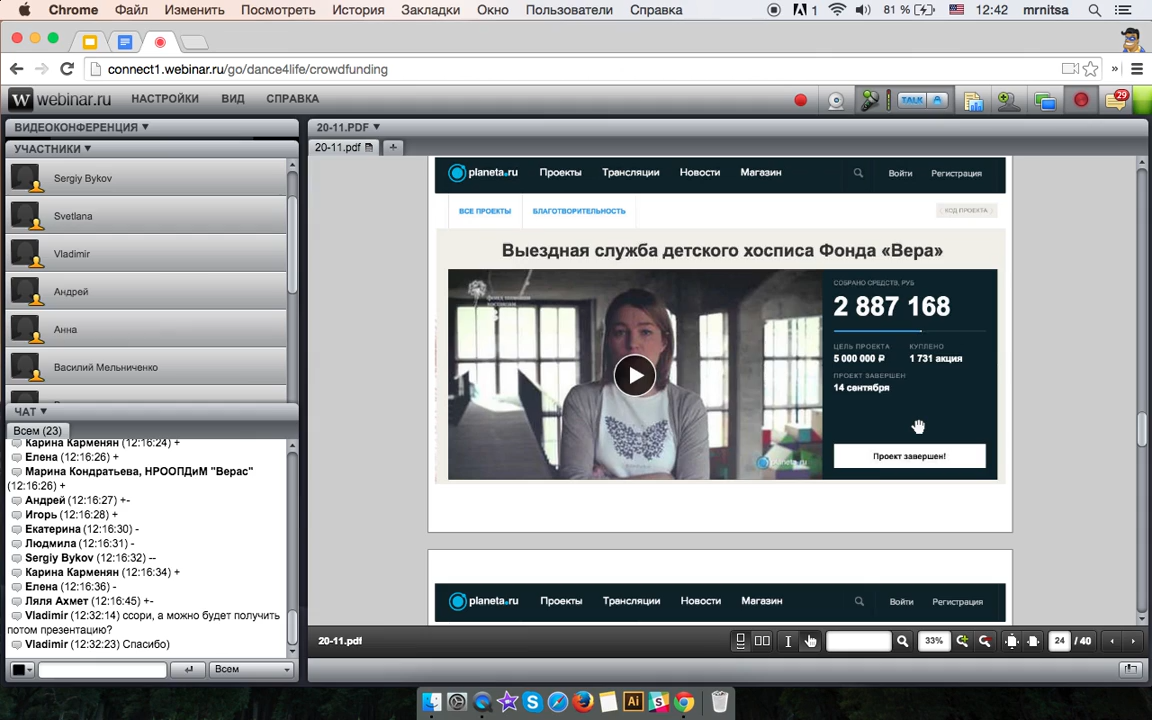 Chrome Файл Изменить Посмотреть История Закладки Окно Пользователи Справка 1 81 % 12:42 mrnitsa
connect1.webinar.ru/go/dance4life/crowdfunding
W webinar.ru НАСТРОЙКИ ВИД СПРАВКА TALK 29
ВИДЕОКОНФЕРЕНЦИЯ
УЧАСТНИКИ
Sergiy Bykov
Svetlana
Vladimir
Андрей
Анна
Василий Мельниченко
ЧАТ
Всем (23)
Карина Карменян (12:16:24) +
Елена (12:16:26) +
Марина Кондратьева, НРООПДиМ "Верас"
(12:16:26) +
Андрей (12:16:27) +-
Игорь (12:16:28) +
Екатерина (12:16:30) -
Людмила (12:16:31) -
Sergiy Bykov (12:16:32) --
Карина Карменян (12:16:34) +
Елена (12:16:36) -
Ляля Ахмет (12:16:45) +-
Vladimir (12:32:14) ссори, а можно будет получить
потом презентацию?
Vladimir (12:32:23) Спасибо)
Всем
20-11.PDF
20-11.pdf
planeta.ru Проекты Трансляции Новости Магазин Войти Регистрация
ВСЕ ПРОЕКТЫ БЛАГОТВОРИТЕЛЬНОСТЬ КОД ПРОЕКТА
Выездная служба детского хосписа Фонда «Вера»
СОБРАНО СРЕДСТВ, РУБ
2 887 168
ЦЕЛЬ ПРОЕКТА КУПЛЕНО
5 000 000 ₽ 1 731 акция
ПРОЕКТ ЗАВЕРШЕН
14 сентября
Проект завершен!
planeta.ru
planeta.ru Проекты Трансляции Новости Магазин Войти Регистрация
20-11.pdf 33% 24 / 40